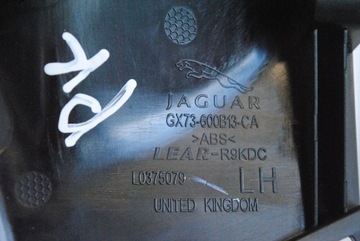 JAGUAR
GX73-600B13-CA
>ABS<
LEAR-R9KDC
L0375079 LH
UNITED KINGDOM